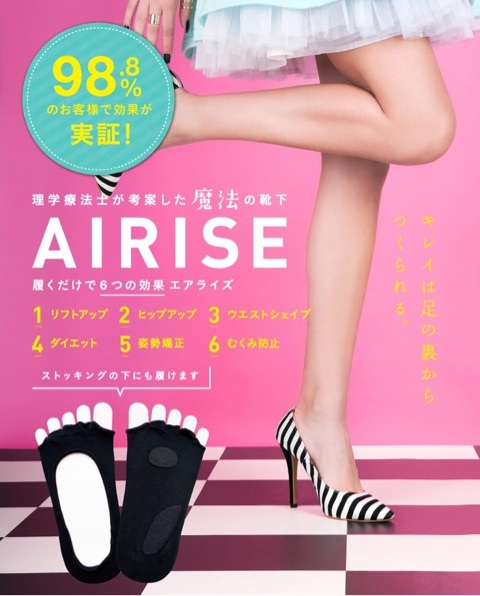 98.8%
のお客様で効果が
実証!
理学療法士が考案した魔法の靴下
AIRISE
履くだけで6つの効果 エアライズ
1 リフトアップ 2 ヒップアップ 3 ウエストシェイプ
4 ダイエット 5 姿勢矯正 6 むくみ防止
ストッキングの下にも履けます
キレイは足の裏から
つくられる。